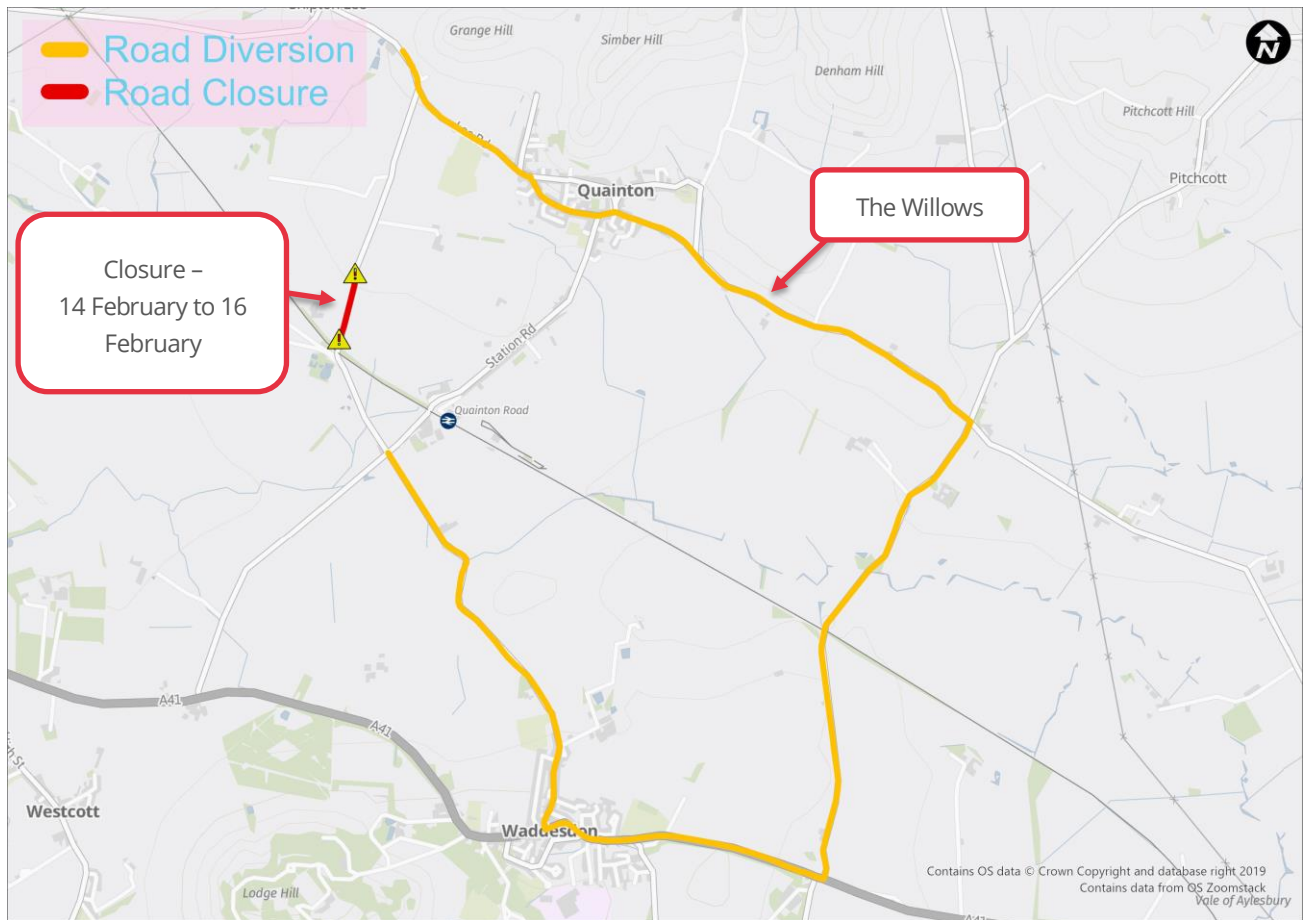 Grange Hill
Simber Hill
N
Road Diversion
Road Closure
Denham Hill
Pitchcott Hill
Quainton
Pitchcott
The Willows
Closure –
14 February to 16
February
Station Rd
Quainton Road
A41
A41
Westcott
Waddesdon
Lodge Hill
Contains OS data © Crown Copyright and database right 2019
Contains data from OS Zoomstack
Vale of Aylesbury
A41